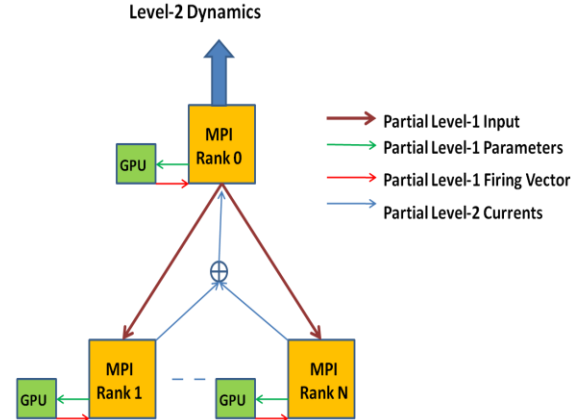 Level-2 Dynamics
MPI
Rank 0
GPU
Partial Level-1 Input
Partial Level-1 Parameters
Partial Level-1 Firing Vector
Partial Level-2 Currents
MPI
Rank 1
GPU
MPI
Rank N
GPU